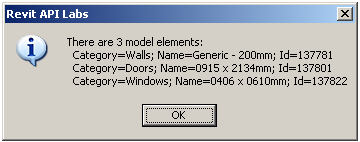 Revit API Labs
There are 3 model elements:
Category=Walls; Name=Generic - 200mm; Id=137781
Category=Doors; Name=0915 x 2134mm; Id=137801
Category=Windows; Name=0406 x 0610mm; Id=137822
OK